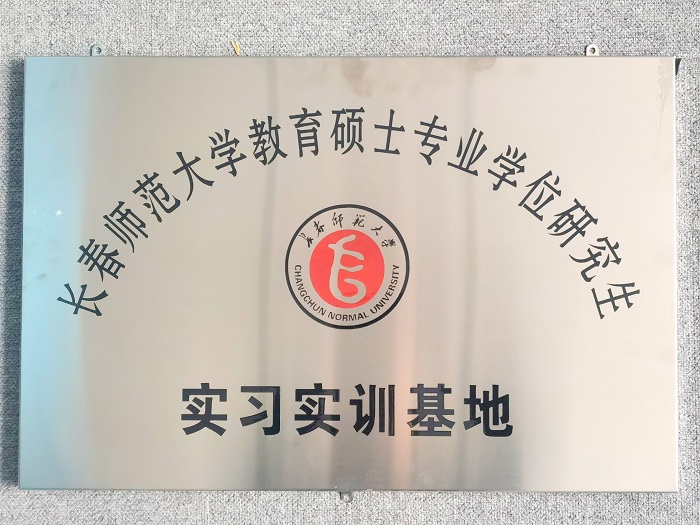 长春师范大学教育硕士专业学位研究生
长春师范大学
CHANGCHUN NORMAL UNIVERSITY
实习实训基地